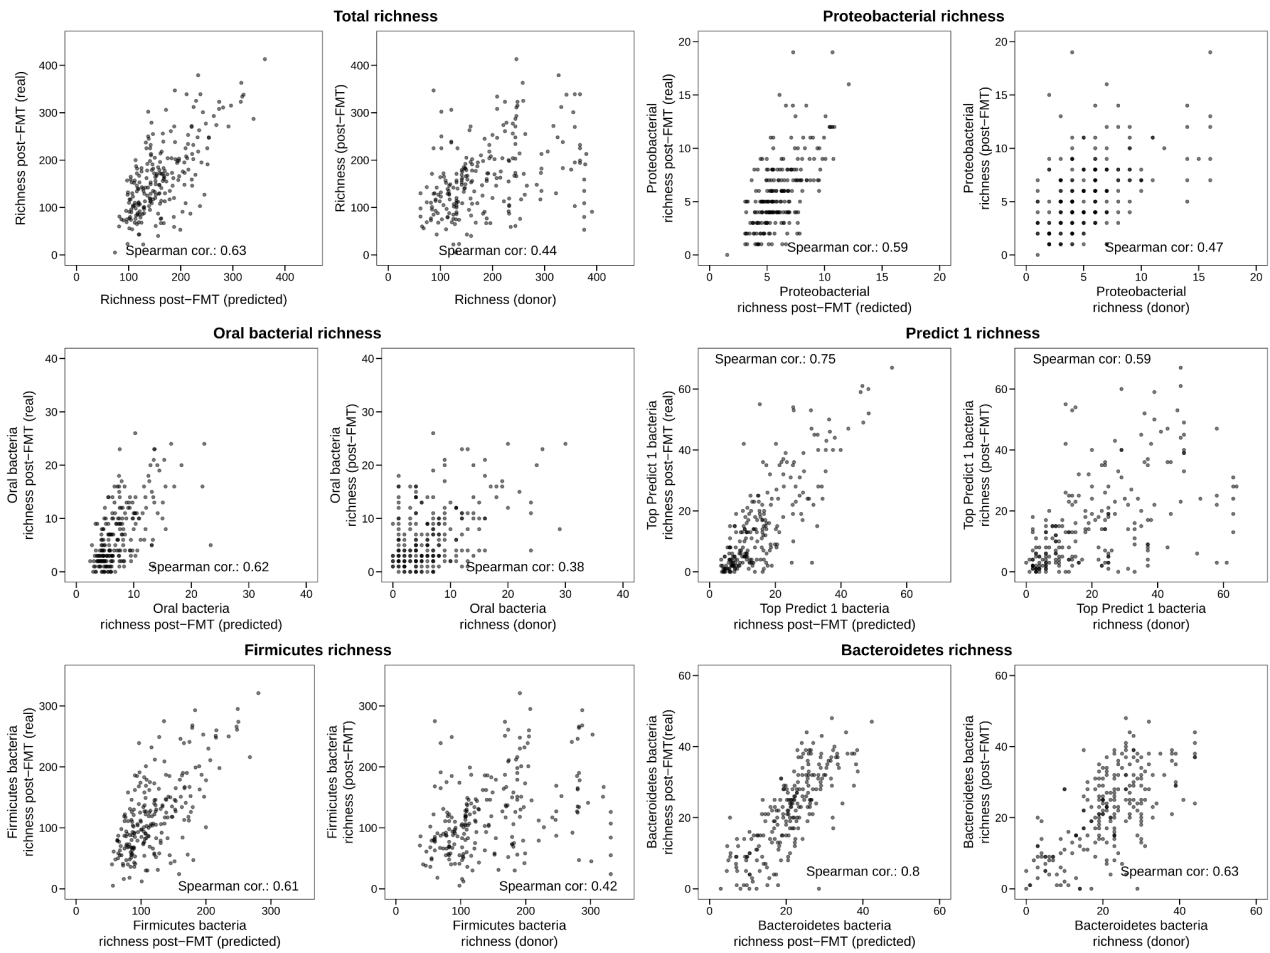 Total richness
Proteobacterial richness
Richness post−FMT (real)
400
300
200
100
0
Spearman cor.: 0.63
0 100 200 300 400
Richness post−FMT (predicted)
Richness (post−FMT)
400
300
200
100
0
Spearman cor: 0.44
0 100 200 300 400
Richness (donor)
Proteobacterial
richness post−FMT (real)
20
15
10
5
0
Spearman cor.: 0.59
0 5 10 15 20
Proteobacterial
richness post−FMT (redicted)
Proteobacterial
richness (post−FMT)
20
15
10
5
0
Spearman cor.: 0.47
0 5 10 15 20
Proteobacterial
richness (donor)
Oral bacterial richness
Predict 1 richness
Oral bacteria
richness post−FMT (real)
40
30
20
10
0
Spearman cor.: 0.62
0 10 20 30 40
Oral bacteria
richness post−FMT (predicted)
Oral bacteria
richness (post−FMT)
40
30
20
10
0
Spearman cor.: 0.38
0 10 20 30 40
Oral bacteria
richness (donor)
Top Predict 1 bacteria
richness post−FMT (real)
Spearman cor.: 0.75
60
40
20
0
0 20 40 60
Top Predict 1 bacteria
richness post−FMT (predicted)
Top Predict 1 bacteria
richness (post−FMT)
Spearman cor: 0.59
60
40
20
0
0 20 40 60
Top Predict 1 bacteria
richness (donor)
Firmicutes richness
Bacteroidetes richness
Firmicutes bacteria
richness post−FMT (real)
300
200
100
0
Spearman cor.: 0.61
0 100 200 300
Firmicutes bacteria
richness post−FMT (predicted)
Firmicutes bacteria
richness (post−FMT)
300
200
100
0
Spearman cor: 0.42
0 100 200 300
Firmicutes bacteria
richness (donor)
Bacteroidetes bacteria
richness post−FMT(real)
60
40
20
0
Spearman cor.: 0.8
0 20 40 60
Bacteroidetes bacteria
richness post−FMT (predicted)
Bacteroidetes bacteria
richness (post−FMT)
60
40
20
0
Spearman cor: 0.63
0 20 40 60
Bacteroidetes bacteria
richness (donor)